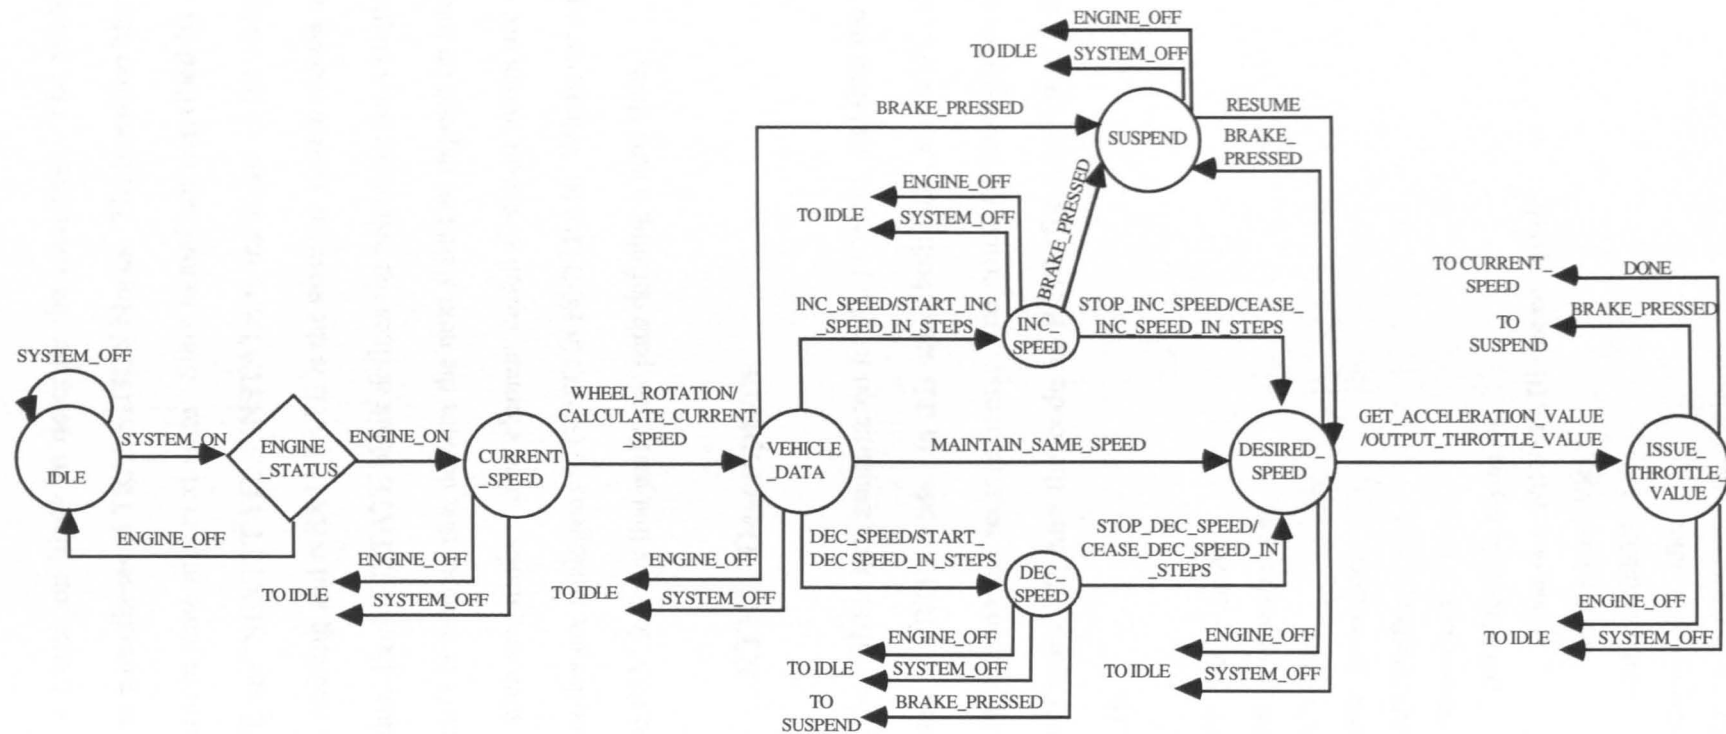 ENGINE_OFF
TO IDLE
SYSTEM_OFF
BRAKE_PRESSED
SUSPEND
RESUME
BRAKE_
PRESSED
ENGINE_OFF
TO IDLE
SYSTEM_OFF
BRAKE_PRESSED
INC_SPEED/START_INC
_SPEED_IN_STEPS
INC_
SPEED
STOP_INC_SPEED/CEASE_
INC_SPEED_IN_STEPS
TO CURRENT_
SPEED
DONE
BRAKE_PRESSED
TO
SUSPEND
SYSTEM_OFF
IDLE
SYSTEM_ON
ENGINE
_STATUS
ENGINE_ON
ENGINE_OFF
CURRENT
_SPEED
WHEEL_ROTATION/
CALCULATE_CURRENT
_SPEED
VEHICLE
_DATA
MAINTAIN_SAME_SPEED
DESIRED_
SPEED
GET_ACCELERATION_VALUE
/OUTPUT_THROTTLE_VALUE
ISSUE_
THROTTLE_
VALUE
ENGINE_OFF
TO IDLE
SYSTEM_OFF
ENGINE_OFF
TO IDLE
SYSTEM_OFF
DEC_SPEED/START_
DEC SPEED_IN_STEPS
DEC_
SPEED
STOP_DEC_SPEED/
CEASE_DEC_SPEED_IN_
_STEPS
ENGINE_OFF
TO IDLE
SYSTEM_OFF
TO
SUSPEND
BRAKE_PRESSED
ENGINE_OFF
TO IDLE
SYSTEM_OFF
ENGINE_OFF
TO IDLE
SYSTEM_OFF